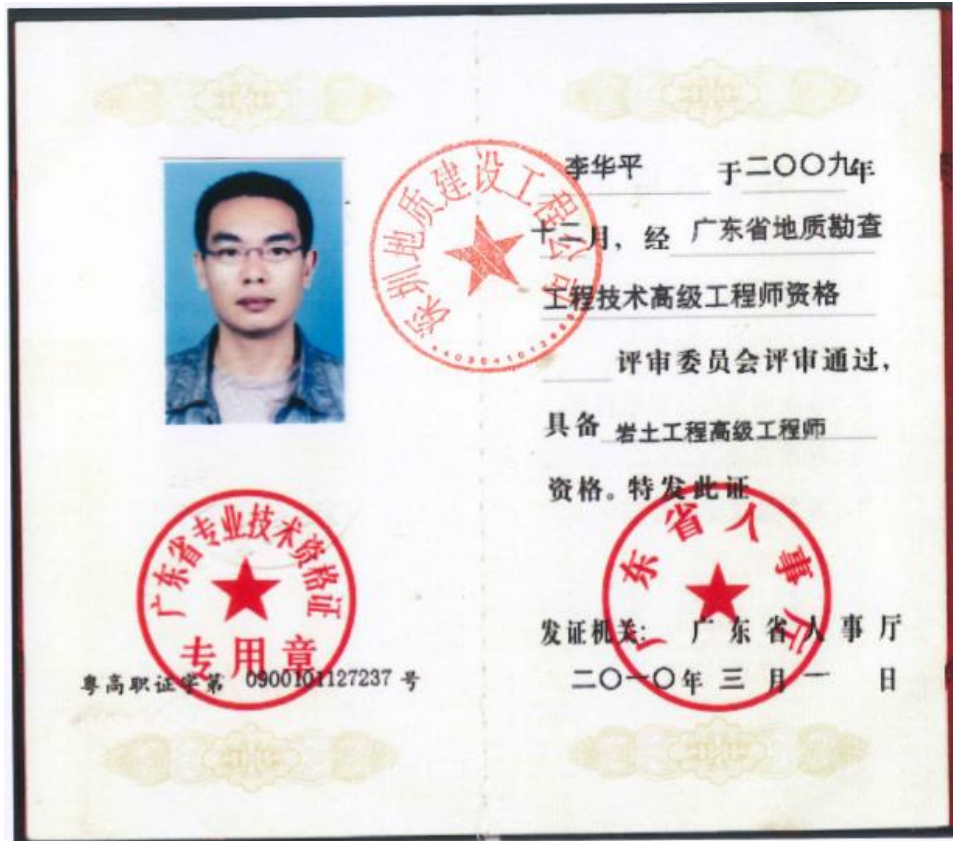 广东省专业技术资格证
专用章
粤高职证字第 0900101127237 号
深圳地质建设工程公司
李华平 于二〇〇九年
十二月，经 广东省地质勘查
工程技术高级工程师资格
评审委员会评审通过，
具备 岩土工程高级工程师
资格。特发此证
广东省人事厅
发证机关： 广东省人事厅
二〇一〇年 三 月 一 日